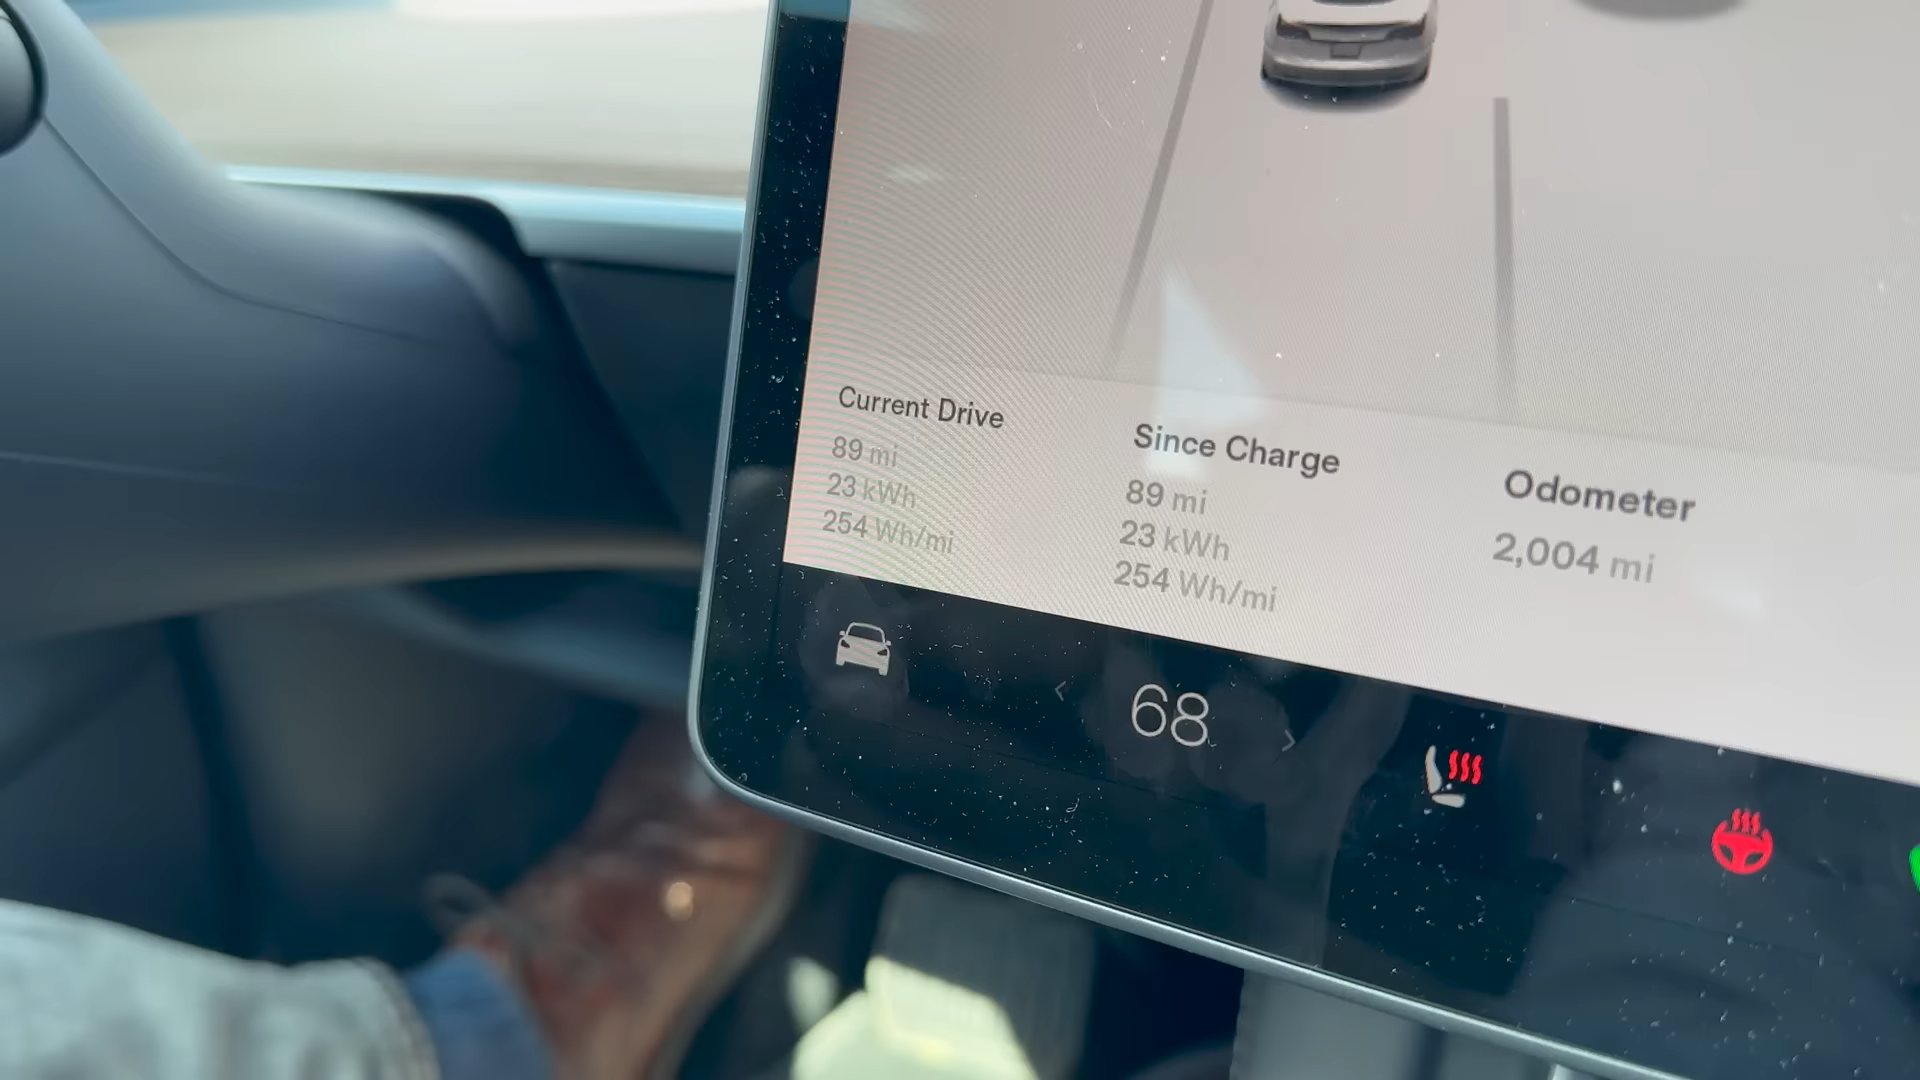 Current Drive
89 mi
23 kWh
254 Wh/mi
Since Charge
89 mi
23 kWh
254 Wh/mi
Odometer
2,004 mi
68